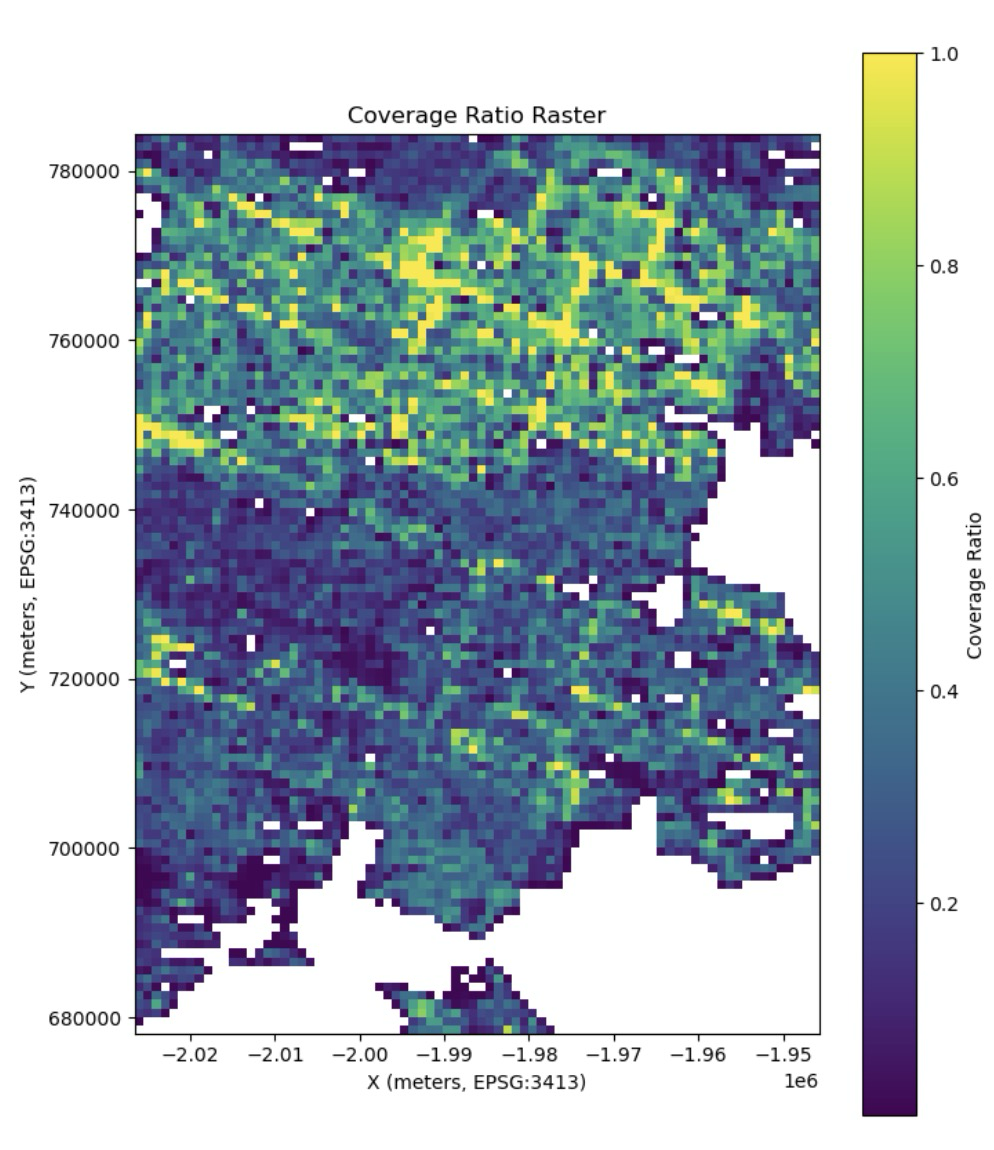 Coverage Ratio Raster
780000
760000
740000
720000
700000
680000
Y (meters, EPSG:3413)
−2.02 −2.01 −2.00 −1.99 −1.98 −1.97 −1.96 −1.95
1e6
X (meters, EPSG:3413)
1.0
0.8
0.6
0.4
0.2
Coverage Ratio